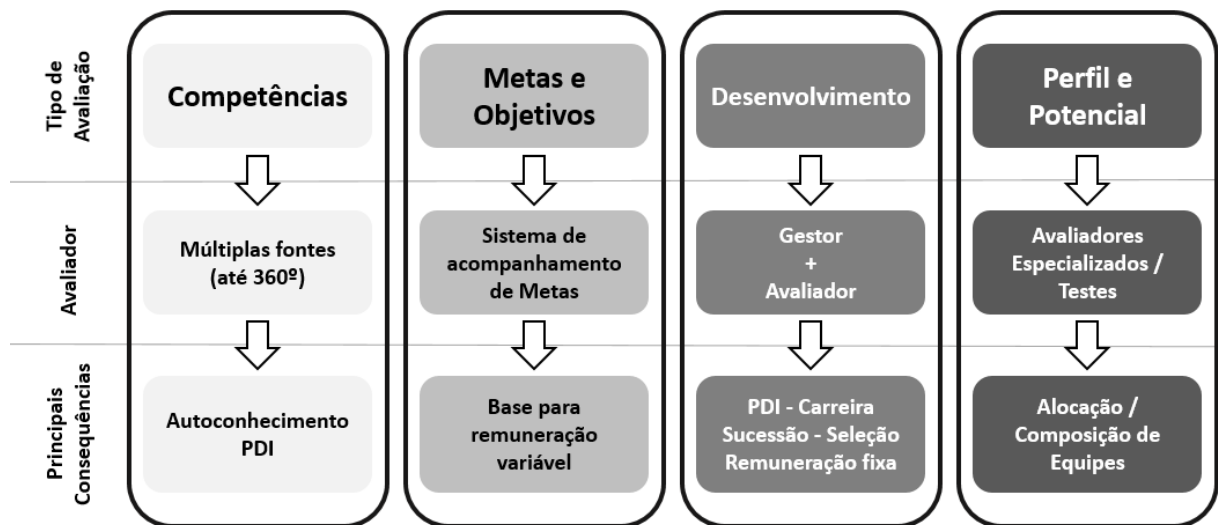 Tipo de
Avaliação
Competências
Metas e
Objetivos
Desenvolvimento
Perfil e
Potencial
Avaliador
Múltiplas fontes
(até 360º)
Sistema de
acompanhamento
de Metas
Gestor
+
Avaliador
Avaliadores
Especializados /
Testes
Principais
Consequências
Autoconhecimento
PDI
Base para
remuneração
variável
PDI - Carreira
Sucessão - Seleção
Remuneração fixa
Alocação /
Composição de
Equipes